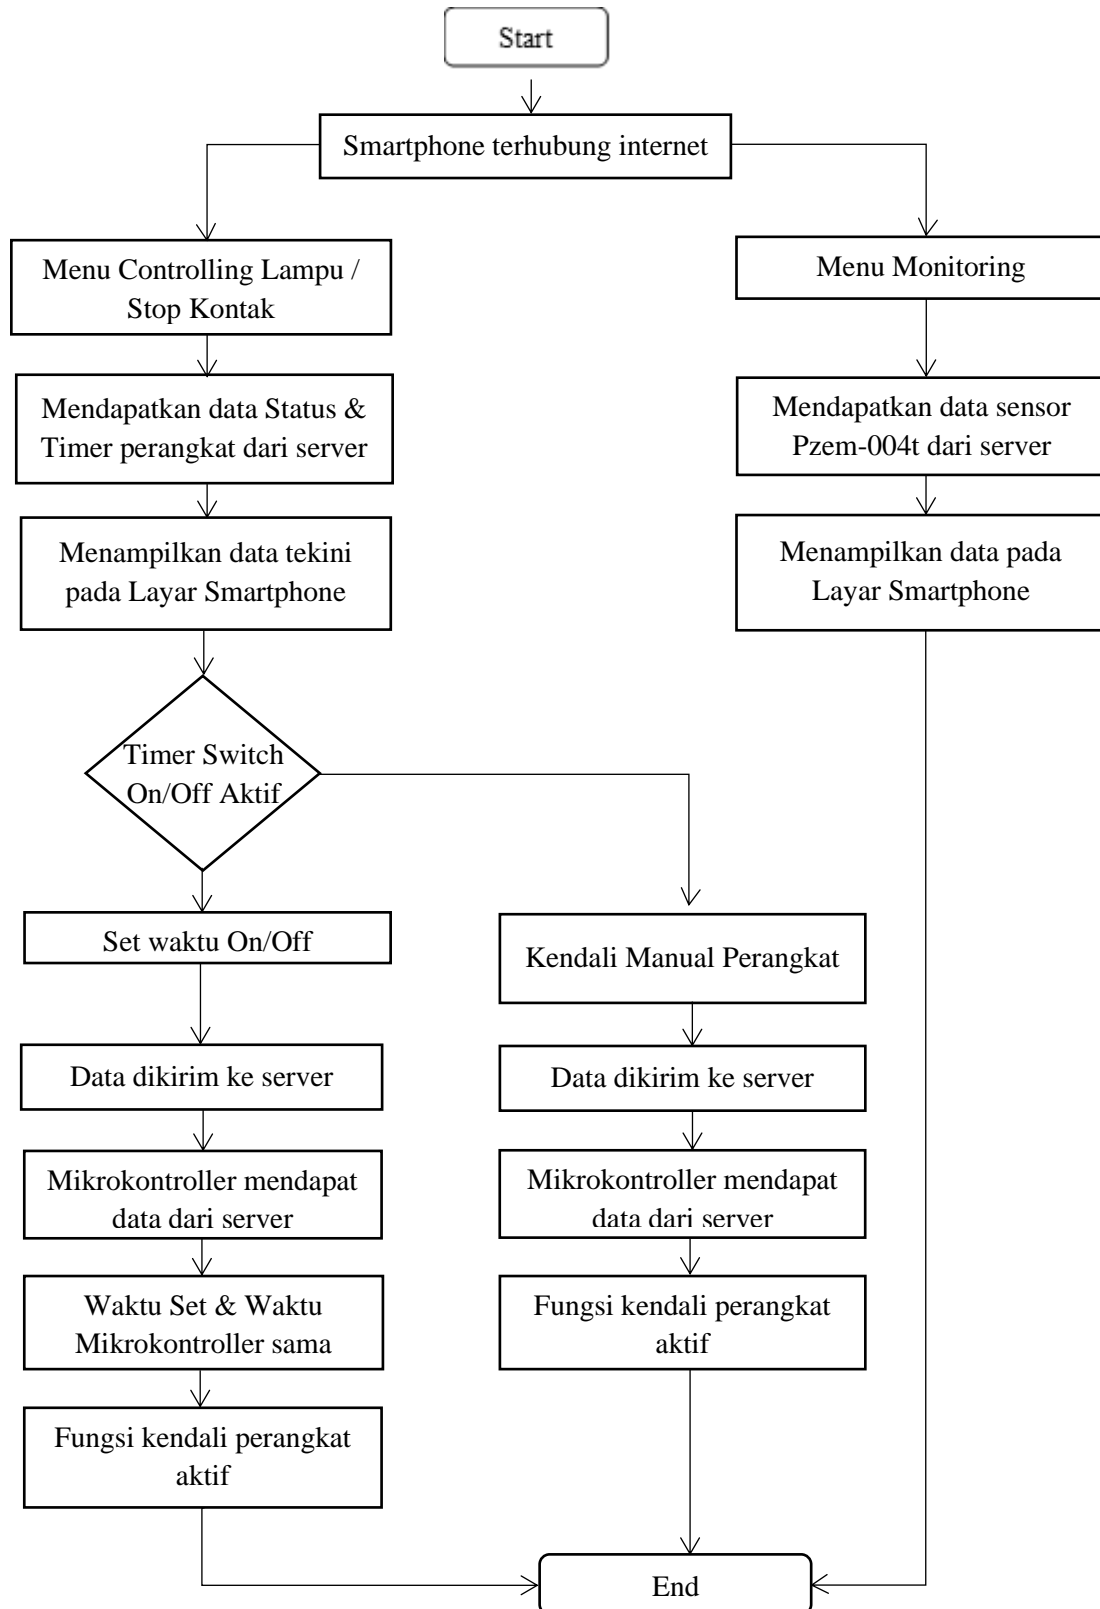 Start
Smartphone terhubung internet
Menu Controlling Lampu /
Stop Kontak
Menu Monitoring
Mendapatkan data Status &
Timer perangkat dari server
Mendapatkan data sensor
Pzem-004t dari server
Menampilkan data tekini
pada Layar Smartphone
Menampilkan data pada
Layar Smartphone
Timer Switch
On/Off Aktif
Set waktu On/Off
Kendali Manual Perangkat
Data dikirim ke server
Data dikirim ke server
Mikrokontroller mendapat
data dari server
Mikrokontroller mendapat
data dari server
Waktu Set & Waktu
Mikrokontroller sama
Fungsi kendali perangkat
aktif
Fungsi kendali perangkat
aktif
End